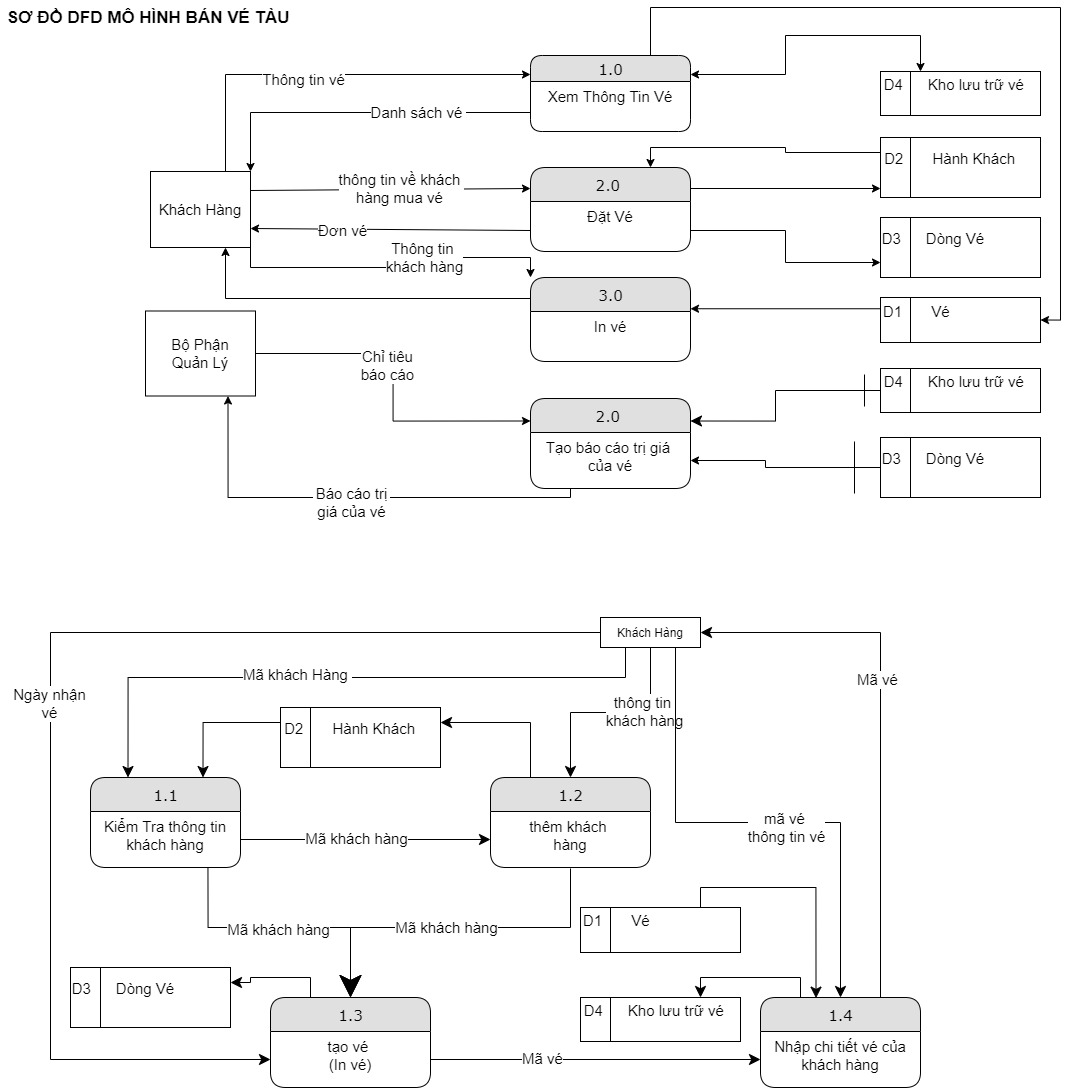 SƠ ĐỒ DFD MÔ HÌNH BÁN VÉ TÀU
1.0
Xem Thông Tin Vé
Thông tin vé
Danh sách vé
D4
Kho lưu trữ vé
Khách Hàng
thông tin về khách
hàng mua vé
2.0
Đặt Vé
D2
Hành Khách
Đơn vé
D3
Dòng Vé
Thông tin
khách hàng
3.0
In vé
D1
Vé
Bộ Phận
Quản Lý
Chỉ tiêu
báo cáo
D4
Kho lưu trữ vé
2.0
Tạo báo cáo trị giá
của vé
D3
Dòng Vé
Báo cáo trị
giá của vé
Khách Hàng
Mã khách Hàng
Mã vé
Ngày nhận
vé
thông tin
khách hàng
D2
Hành Khách
1.1
Kiểm Tra thông tin
khách hàng
Mã khách hàng
1.2
thêm khách
hàng
mã vé
thông tin vé
Mã khách hàng
Mã khách hàng
D1
Vé
D3
Dòng Vé
D4
Kho lưu trữ vé
1.3
tạo vé
(In vé)
Mã vé
1.4
Nhập chi tiết vé của
khách hàng